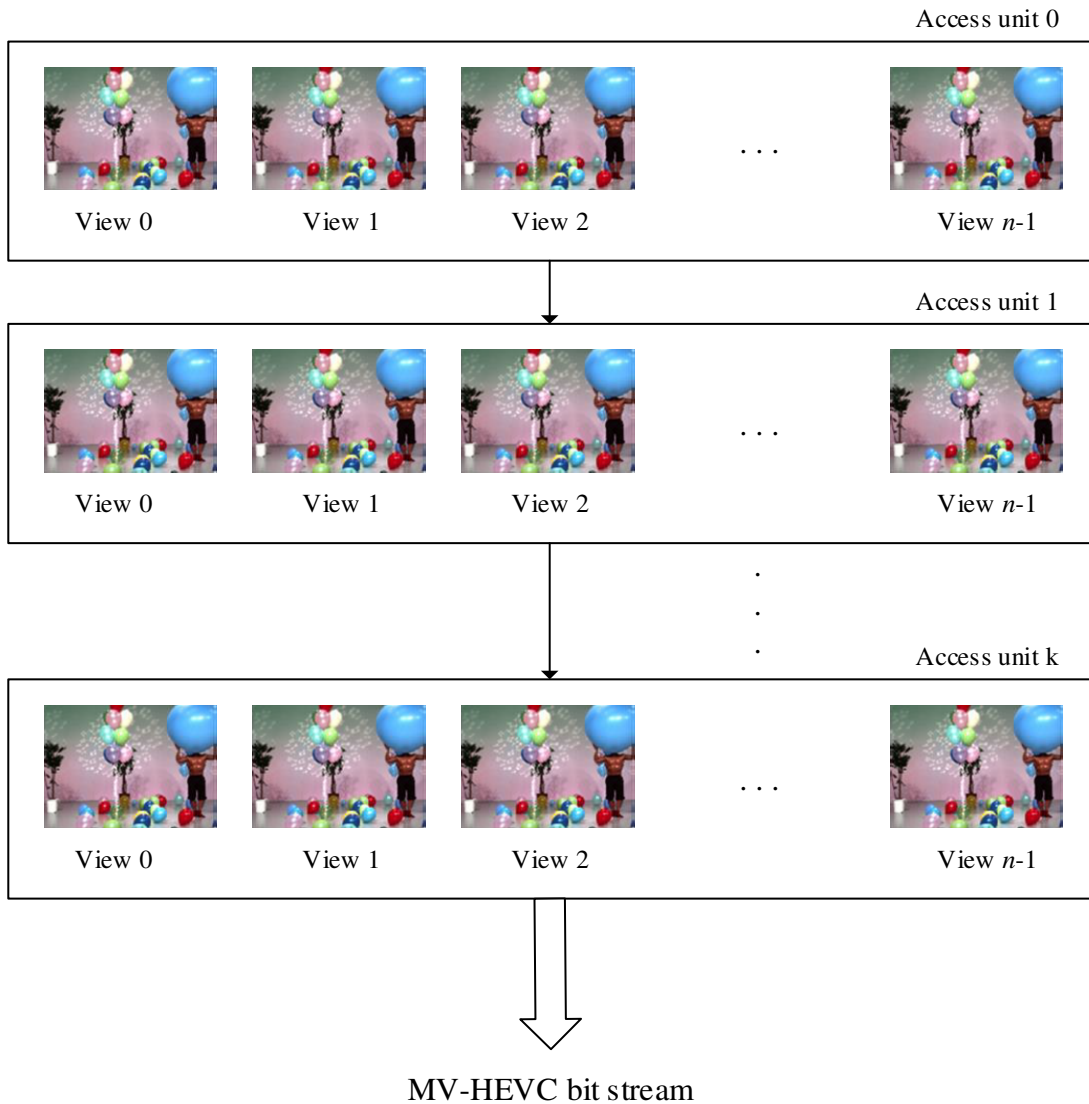 Access unit 0
View 0 View 1 View 2 . . . View n-1
Access unit 1
View 0 View 1 View 2 . . . View n-1
.
.
.
Access unit k
View 0 View 1 View 2 . . . View n-1
MV-HEVC bit stream